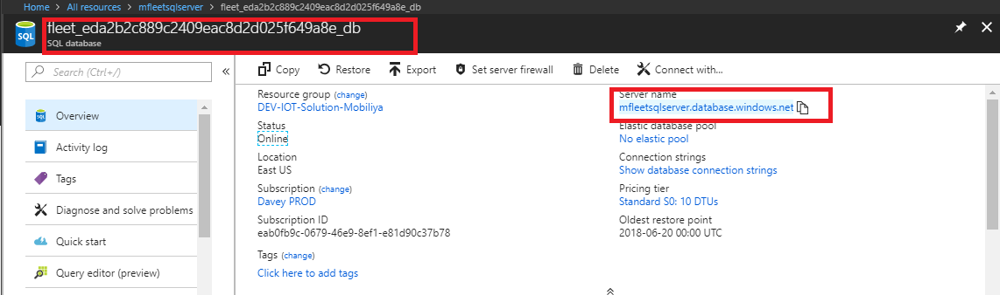 Home > All resources > mfleetsqlserver > fleet_eda2b2c889c2409eac8d2d025f649a8e_db
fleet_eda2b2c889c2409eac8d2d025f649a8e_db
SQL
SQL database
Search (Ctrl+/)
«
Copy
Restore
Export
Set server firewall
Delete
Connect with...
SQL
Overview
Activity log
Tags
Diagnose and solve problems
Quick start
Query editor (preview)
Resource group (change)
DEV-IOT-Solution-Mobiliya
Status
Online
Location
East US
Subscription (change)
Davey PROD
Subscription ID
eab0fb9c-0679-46e9-8ef1-e81d90c37b78
Tags (change)
Click here to add tags
Server name
mfleetsqlserver.database.windows.net
Elastic database pool
No elastic pool
Connection strings
Show database connection strings
Pricing tier
Standard S0: 10 DTUs
Oldest restore point
2018-06-20 00:00 UTC